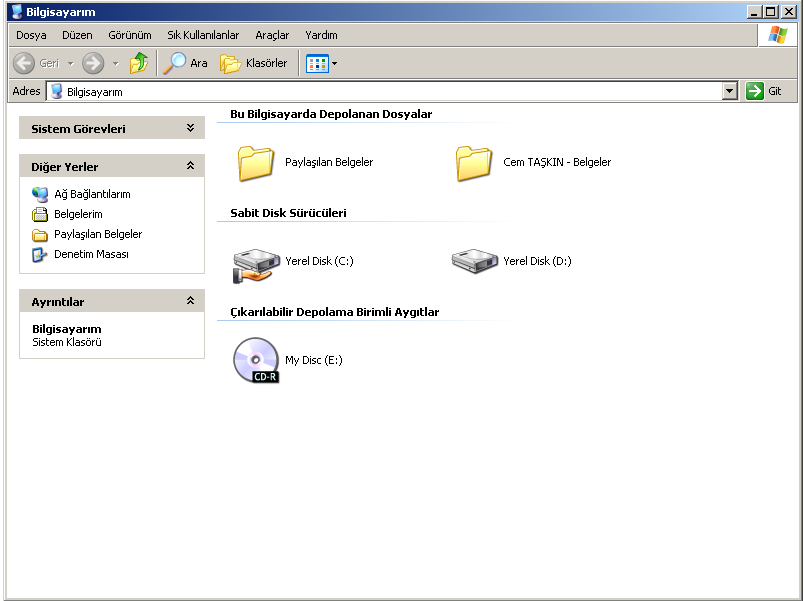 Bilgisayarım
Dosya Düzen Görünüm Sık Kullanılanlar Araçlar Yardım
Geri Ara Klasörler
Adres Bilgisayarım Git
Sistem Görevleri
Diğer Yerler
Ağ Bağlantılarım
Belgelerim
Paylaşılan Belgeler
Denetim Masası
Ayrıntılar
Bilgisayarım
Sistem Klasörü
Bu Bilgisayarda Depolanan Dosyalar
Paylaşılan Belgeler Cem TAŞKIN - Belgeler
Sabit Disk Sürücüleri
Yerel Disk (C:) Yerel Disk (D:)
Çıkarılabilir Depolama Birimli Aygıtlar
CD-R My Disc (E:)